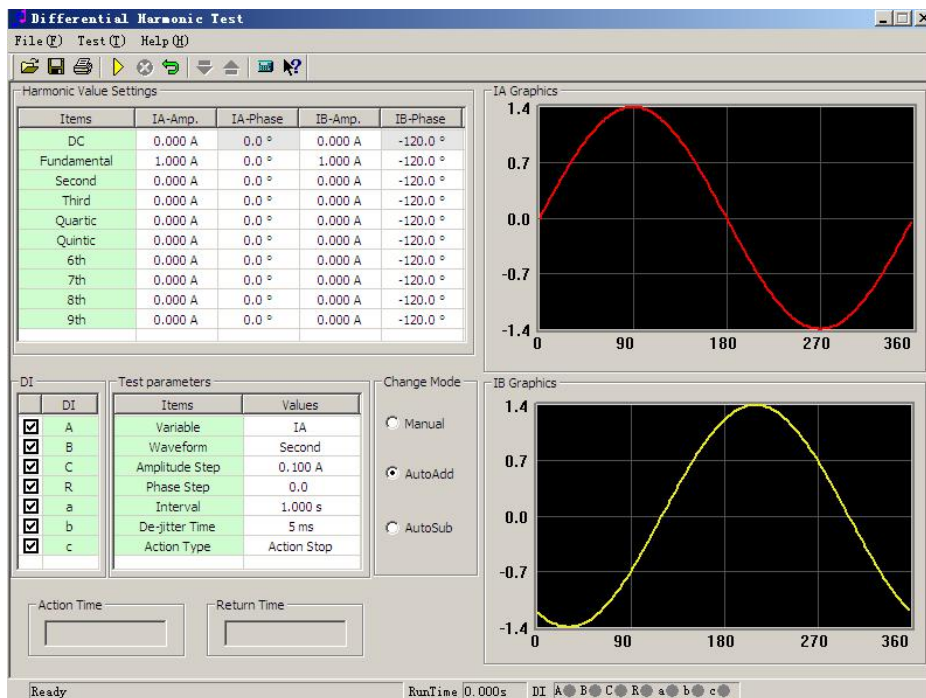 Differential Harmonic Test
File(F) Test(T) Help(H)
Harmonic Value Settings
Items IA-Amp. IA-Phase IB-Amp. IB-Phase
DC 0.000 A 0.0 ° 0.000 A -120.0 °
Fundamental 1.000 A 0.0 ° 1.000 A -120.0 °
Second 0.000 A 0.0 ° 0.000 A -120.0 °
Third 0.000 A 0.0 ° 0.000 A -120.0 °
Quartic 0.000 A 0.0 ° 0.000 A -120.0 °
Quintic 0.000 A 0.0 ° 0.000 A -120.0 °
6th 0.000 A 0.0 ° 0.000 A -120.0 °
7th 0.000 A 0.0 ° 0.000 A -120.0 °
8th 0.000 A 0.0 ° 0.000 A -120.0 °
9th 0.000 A 0.0 ° 0.000 A -120.0 °
IA Graphics
1.4
0.7
0.0
-0.7
-1.4
0 90 180 270 360
DI
DI
A
B
C
R
a
b
c
Test parameters
Items Values
Variable IA
Waveform Second
Amplitude Step 0.100 A
Phase Step 0.0
Interval 1.000 s
De-jitter Time 5 ms
Action Type Action Stop
Change Mode
Manual
AutoAdd
AutoSub
IB Graphics
1.4
0.7
0.0
-0.7
-1.4
0 90 180 270 360
Action Time
Return Time
Ready RunTime 0.000s DI A B C R a b c